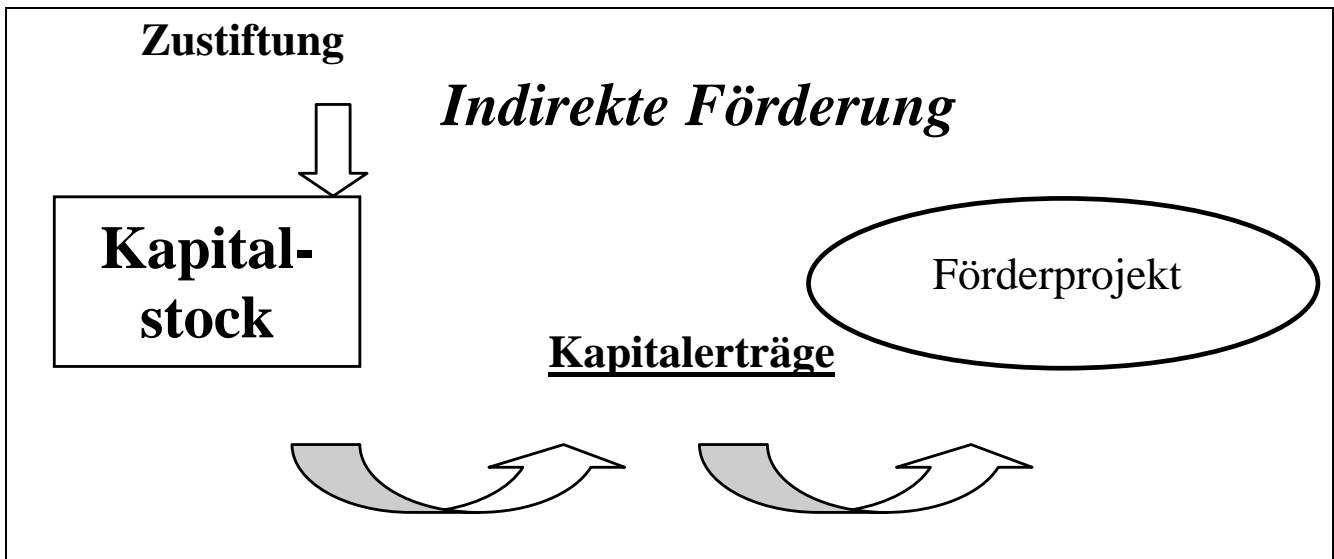 Zustiftung
Indirekte Förderung
Kapital-
stock
Förderprojekt
Kapitalerträge